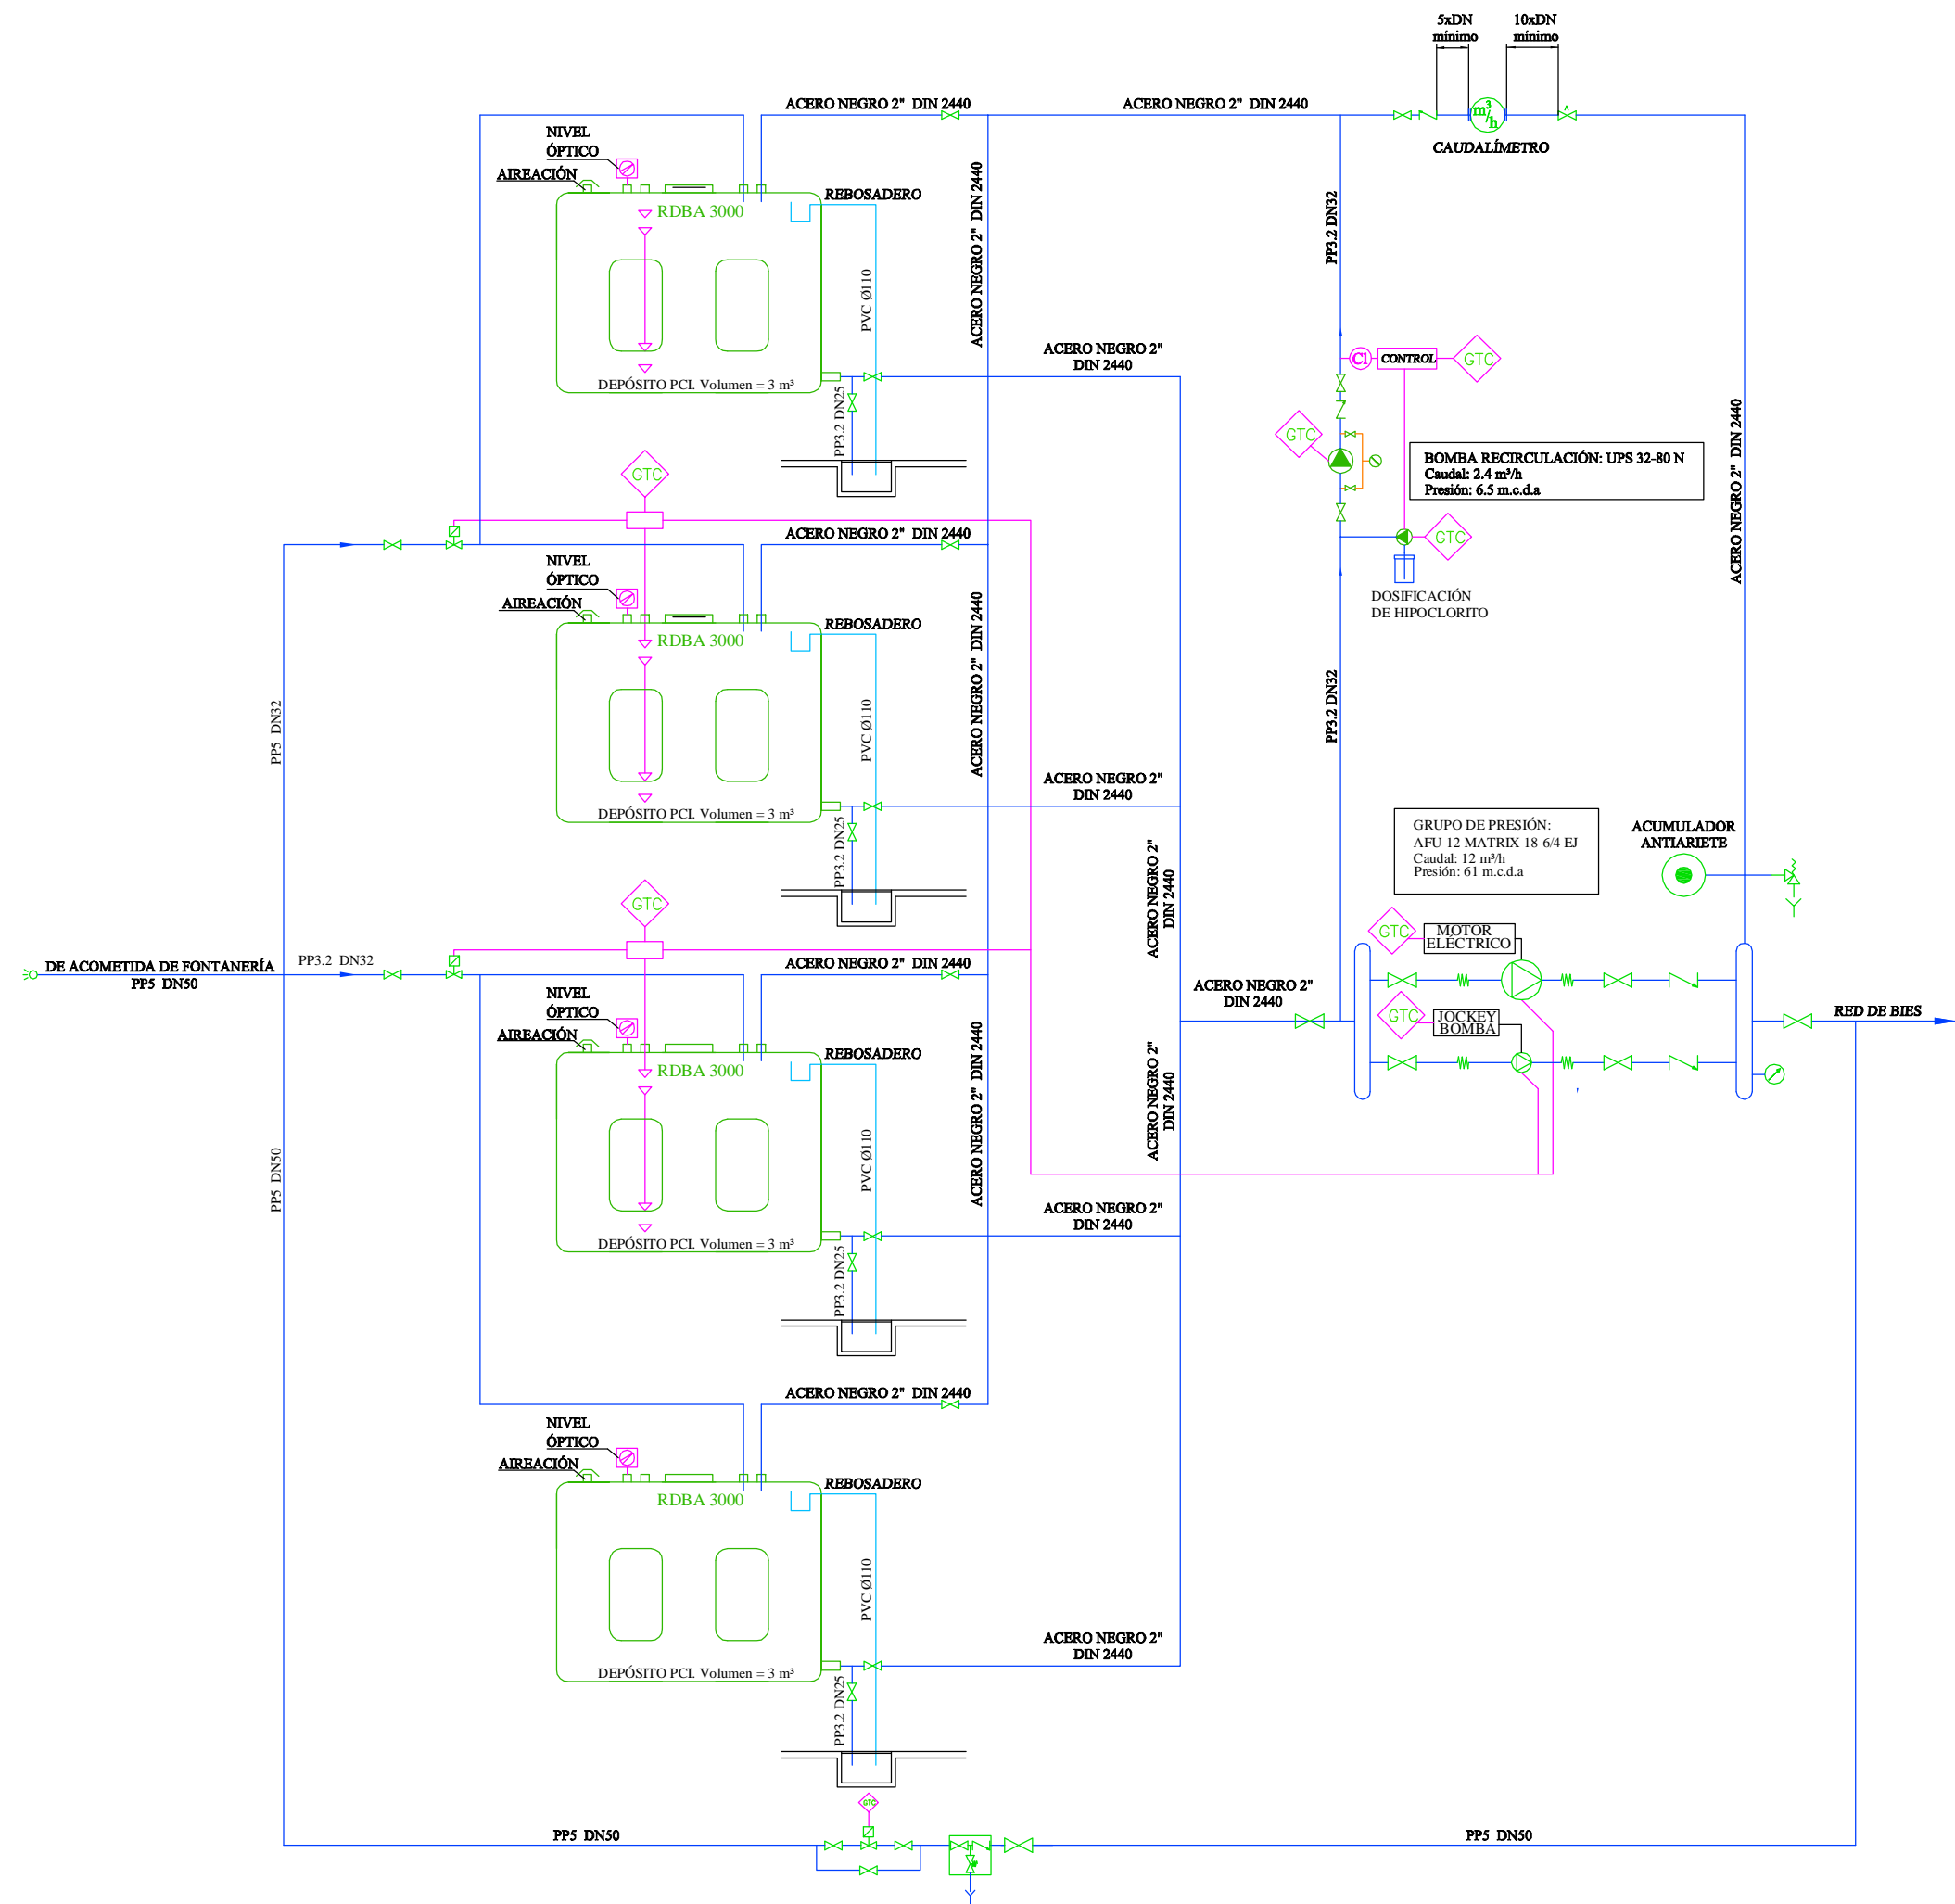 5xDN
mínimo
10xDN
mínimo
ACERO NEGRO 2" DIN 2440
ACERO NEGRO 2" DIN 2440
m³/h
CAUDALÍMETRO
NIVEL
ÓPTICO
AIREACIÓN
REBOSADERO
RDBA 3000
PVC Ø110
ACERO NEGRO 2" DIN 2440
PP3.2 DN32
ACERO NEGRO 2"
DIN 2440
DEPÓSITO PCI. Volumen = 3 m³
PP3.2 DN25
Cl
CONTROL
GTC
GTC
BOMBA RECIRCULACIÓN: UPS 32-80 N
Caudal: 2.4 m³/h
Presión: 6.5 m.c.d.a
ACERO NEGRO 2" DIN 2440
GTC
GTC
DOSIFICACIÓN
DE HIPOCLORITO
ACERO NEGRO 2" DIN 2440
NIVEL
ÓPTICO
AIREACIÓN
REBOSADERO
RDBA 3000
PVC Ø110
ACERO NEGRO 2" DIN 2440
PP5 DN32
PP3.2 DN32
ACERO NEGRO 2"
DIN 2440
DEPÓSITO PCI. Volumen = 3 m³
PP3.2 DN25
GRUPO DE PRESIÓN:
AFU 12 MATRIX 18-6/4 EJ
Caudal: 12 m³/h
Presión: 61 m.c.d.a
ACUMULADOR
ANTIARIETE
ACERO NEGRO 2"
DIN 2440
GTC
GTC
MOTOR
ELÉCTRICO
DE ACOMETIDA DE FONTANERÍA
PP5 DN50
PP3.2 DN32
ACERO NEGRO 2" DIN 2440
ACERO NEGRO 2"
DIN 2440
GTC
JOCKEY
BOMBA
RED DE BIES
NIVEL
ÓPTICO
AIREACIÓN
REBOSADERO
RDBA 3000
PVC Ø110
ACERO NEGRO 2" DIN 2440
ACERO NEGRO 2"
DIN 2440
PP5 DN50
ACERO NEGRO 2"
DIN 2440
DEPÓSITO PCI. Volumen = 3 m³
PP3.2 DN25
ACERO NEGRO 2" DIN 2440
NIVEL
ÓPTICO
AIREACIÓN
REBOSADERO
RDBA 3000
PVC Ø110
ACERO NEGRO 2"
DIN 2440
DEPÓSITO PCI. Volumen = 3 m³
PP3.2 DN25
GTC
PP5 DN50
PP5 DN50